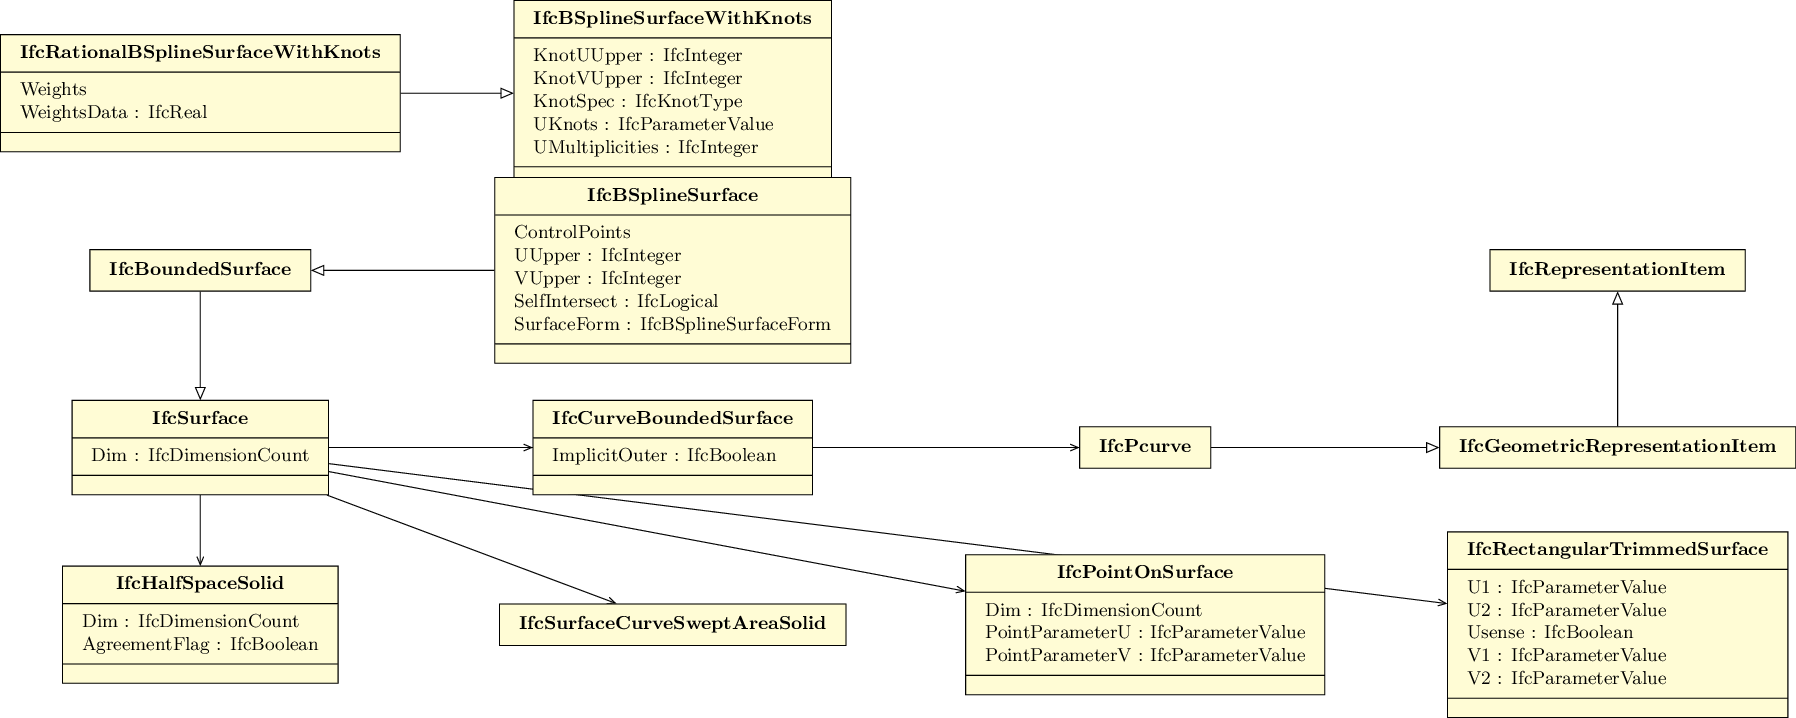 IfcRationalBSplineSurfaceWithKnots
Weights
WeightsData : IfcReal
IfcBSplineSurfaceWithKnots
KnotUUpper : IfcInteger
KnotVUpper : IfcInteger
KnotSpec : IfcKnotType
UKnots : IfcParameterValue
UMultiplicities : IfcInteger
IfcBSplineSurface
ControlPoints
UUpper : IfcInteger
VUpper : IfcInteger
SelfIntersect : IfcLogical
SurfaceForm : IfcBSplineSurfaceForm
IfcBoundedSurface
IfcRepresentationItem
IfcSurface
Dim : IfcDimensionCount
IfcCurveBoundedSurface
ImplicitOuter : IfcBoolean
IfcPcurve
IfcGeometricRepresentationItem
IfcHalfSpaceSolid
Dim : IfcDimensionCount
AgreementFlag : IfcBoolean
IfcSurfaceCurveSweptAreaSolid
IfcPointOnSurface
Dim : IfcDimensionCount
PointParameterU : IfcParameterValue
PointParameterV : IfcParameterValue
IfcRectangularTrimmedSurface
U1 : IfcParameterValue
U2 : IfcParameterValue
Usense : IfcBoolean
V1 : IfcParameterValue
V2 : IfcParameterValue